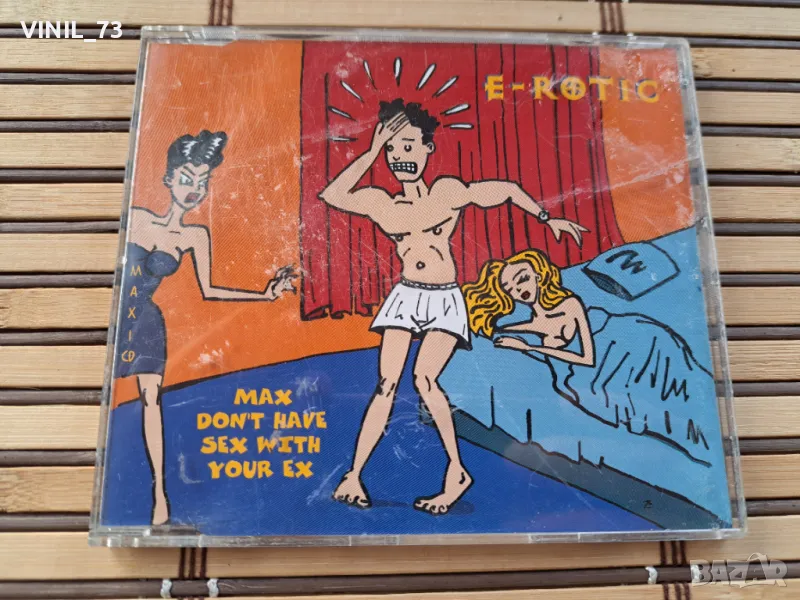 VINIL_73
E-ROTIC
MAXI CD
MAX
DON'T HAVE
SEX WITH
YOUR EX
BAZAR